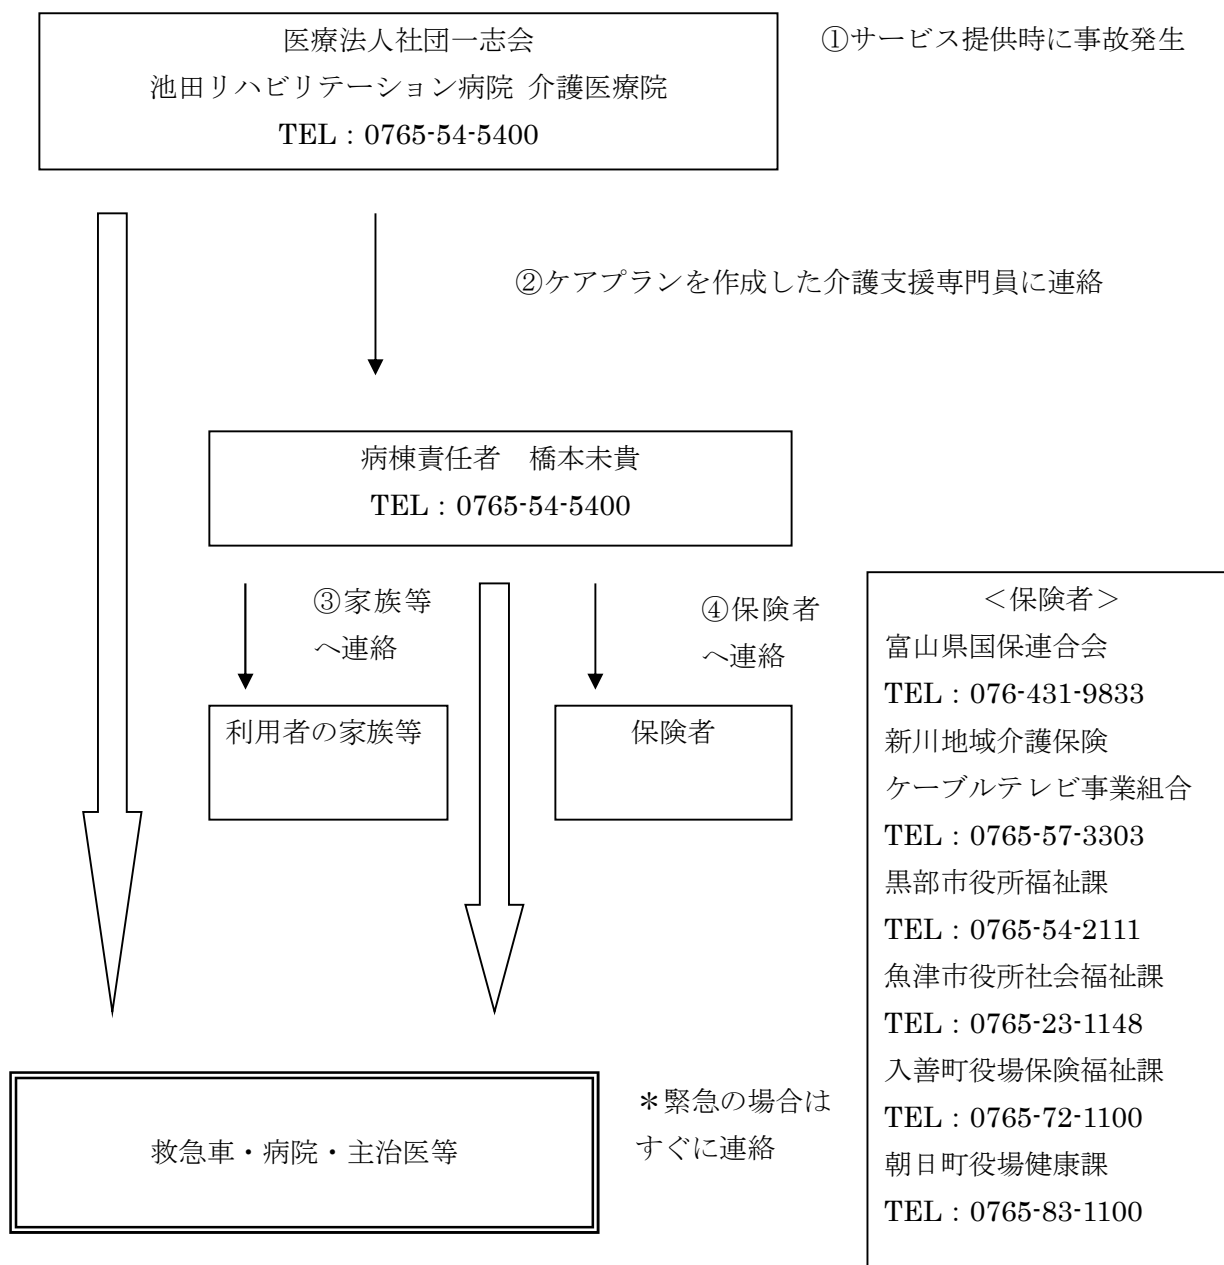 医療法人社団一志会
池田リハビリテーション病院 介護医療院
TEL：0765-54-5400
①サービス提供時に事故発生
②ケアプランを作成した介護支援専門員に連絡
病棟責任者　橋本未貴
TEL：0765-54-5400
③家族等
へ連絡
④保険者
へ連絡
利用者の家族等
保険者
＜保険者＞
富山県国保連合会
TEL：076-431-9833
新川地域介護保険
ケーブルテレビ事業組合
TEL：0765-57-3303
黒部市役所福祉課
TEL：0765-54-2111
魚津市役所社会福祉課
TEL：0765-23-1148
入善町役場保険福祉課
TEL：0765-72-1100
朝日町役場健康課
TEL：0765-83-1100
救急車・病院・主治医等
＊緊急の場合は
すぐに連絡